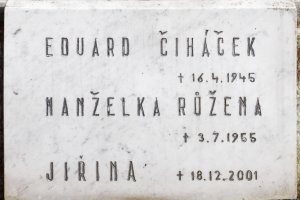 EDUARD ČIHÁČEK
† 16.4.1945
MANŽELKA RŮŽENA
† 3.7.1955
JIŘINA † 18.12.2001